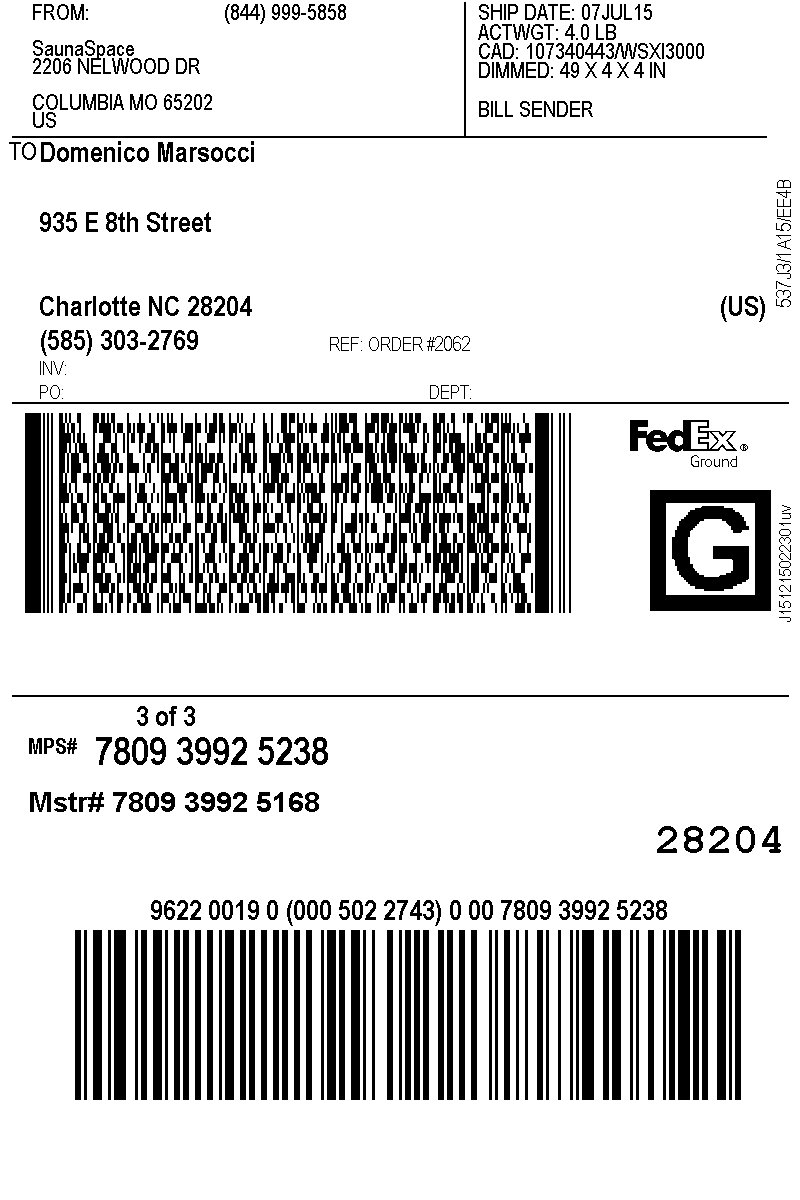 FROM: (844) 999-5858
SaunaSpace
2206 NELWOOD DR
COLUMBIA MO 65202
US
SHIP DATE: 07JUL15
ACTWGT: 4.0 LB
CAD: 107340443/WSXI3000
DIMMED: 49 X 4 X 4 IN
BILL SENDER
TO Domenico Marsocci
935 E 8th Street
Charlotte NC 28204 (US)
(585) 303-2769 REF: ORDER #2062
INV:
PO: DEPT:
537J3/1A15/EE4B
FedEx®
Ground
G
J151215022301uv
3 of 3
MPS# 7809 3992 5238
Mstr# 7809 3992 5168
28204
9622 0019 0 (000 502 2743) 0 00 7809 3992 5238